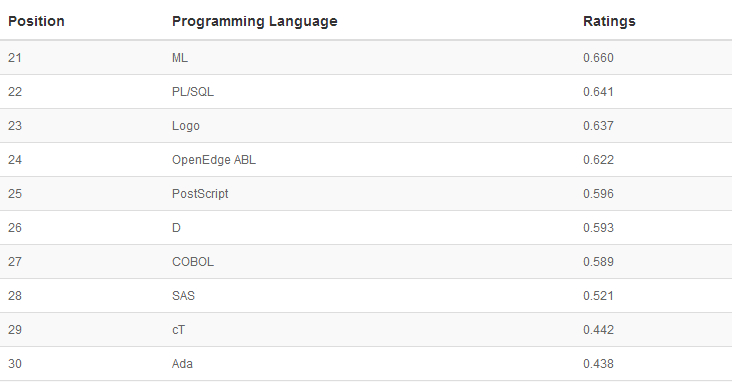 Position Programming Language Ratings
21 ML 0.660
22 PL/SQL 0.641
23 Logo 0.637
24 OpenEdge ABL 0.622
25 PostScript 0.596
26 D 0.593
27 COBOL 0.589
28 SAS 0.521
29 cT 0.442
30 Ada 0.438